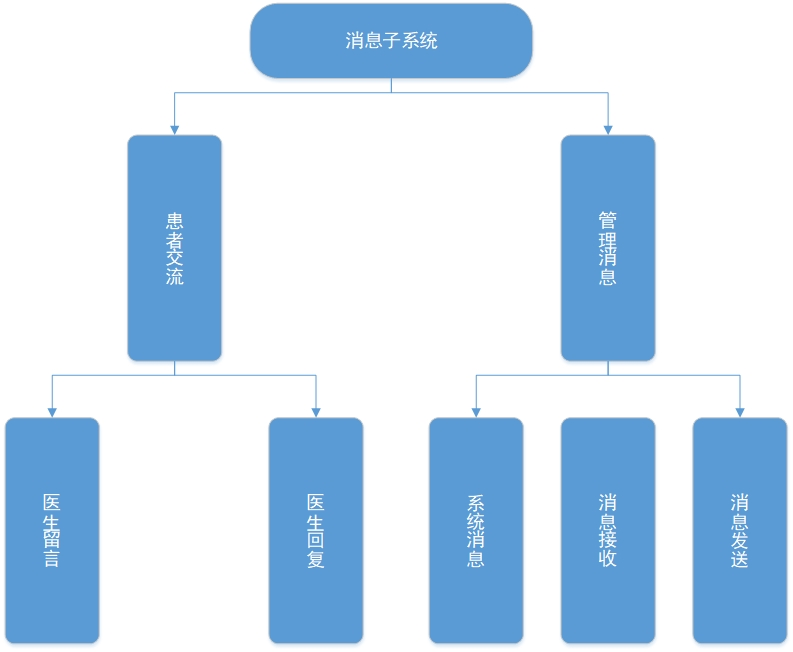 消息子系统
患者交流
管理消息
医生留言
医生回复
系统消息
消息接收
消息发送